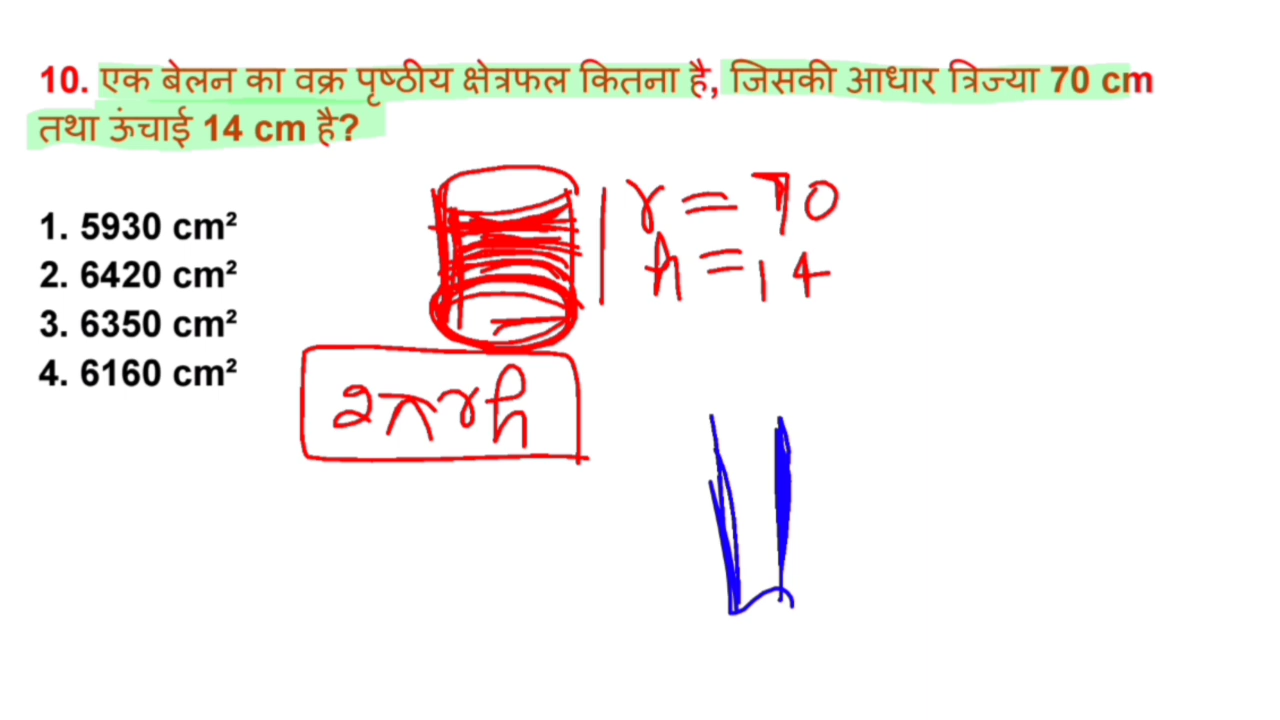 10. एक बेलन का वक्र पृष्ठीय क्षेत्रफल कितना है, जिसकी आधार त्रिज्या 70 cm
तथा ऊंचाई 14 cm है?
1. 5930 cm²
2. 6420 cm²
3. 6350 cm²
4. 6160 cm²
r = 70
h = 14
2πrh